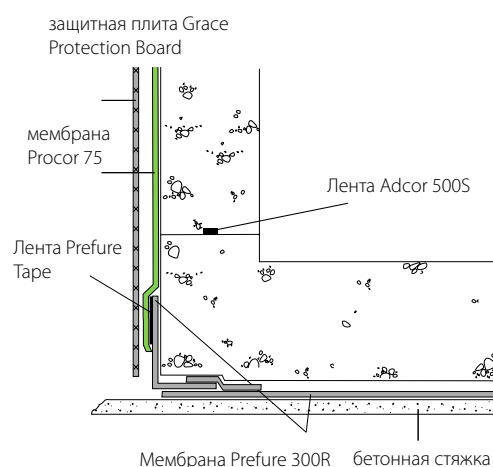 защитная плита Grace
Protection Board
мембрана
Procor 75
Лента Adcor 500S
Лента Prefure
Tape
Мембрана Prefure 300R
бетонная стяжка